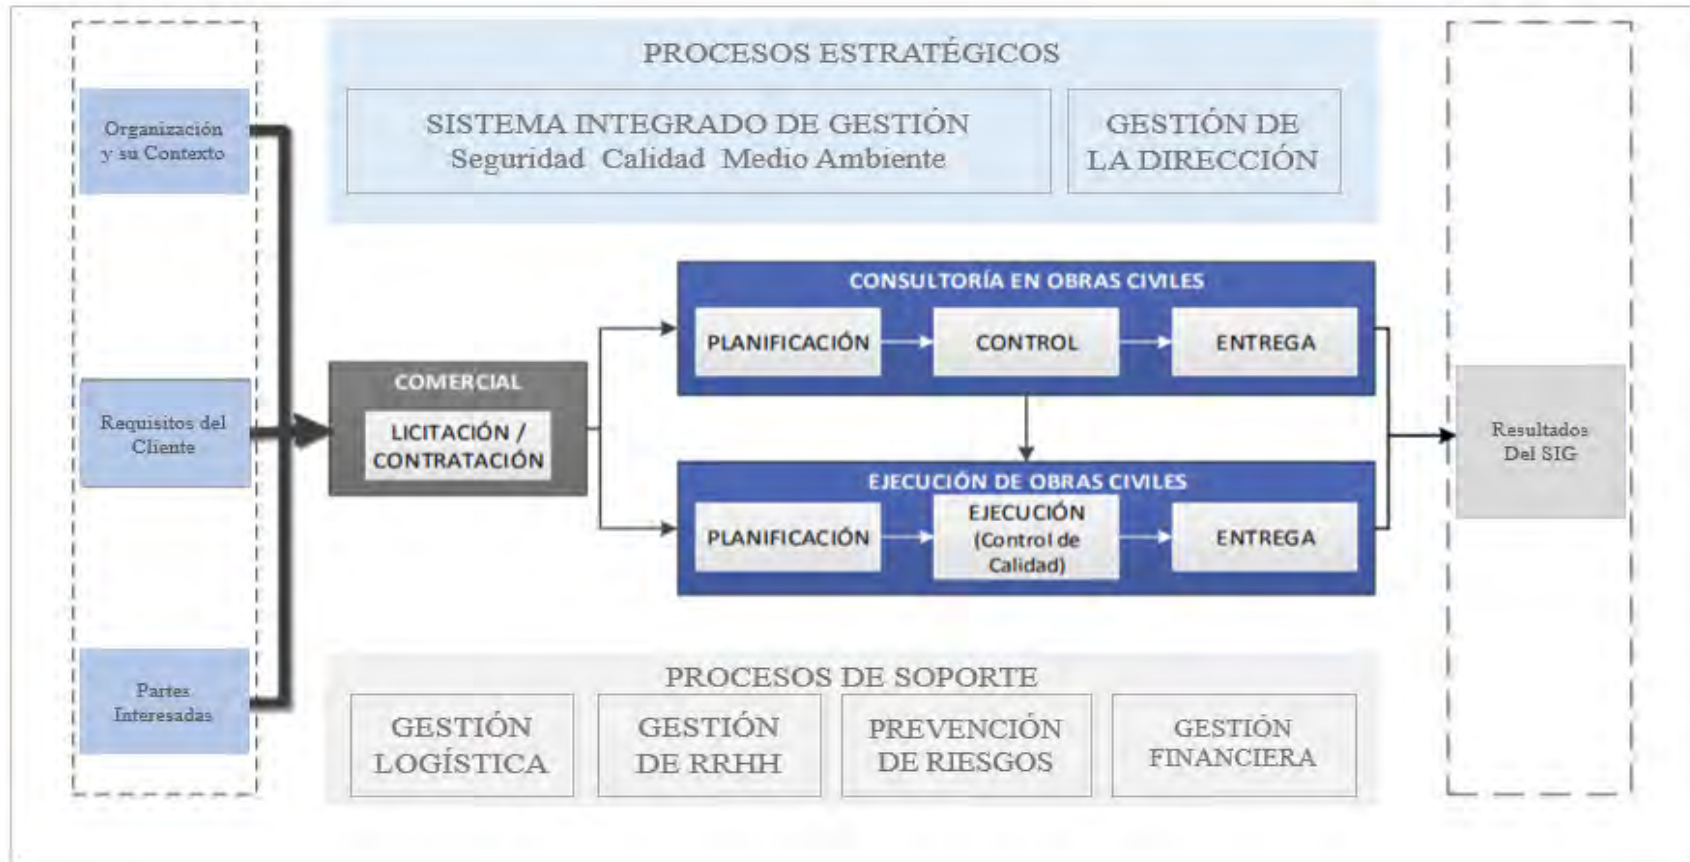 PROCESOS ESTRATÉGICOS
SISTEMA INTEGRADO DE GESTIÓN
Seguridad Calidad Medio Ambiente
GESTIÓN DE
LA DIRECCIÓN
Organización
y su Contexto
Requisitos del
Cliente
Partes
Interesadas
COMERCIAL
LICITACIÓN /
CONTRATACIÓN
CONSULTORÍA EN OBRAS CIVILES
PLANIFICACIÓN
CONTROL
ENTREGA
EJECUCIÓN DE OBRAS CIVILES
PLANIFICACIÓN
EJECUCIÓN
(Control de
Calidad)
ENTREGA
Resultados
Del SIG
PROCESOS DE SOPORTE
GESTIÓN
LOGÍSTICA
GESTIÓN
DE RRHH
PREVENCIÓN
DE RIESGOS
GESTIÓN
FINANCIERA